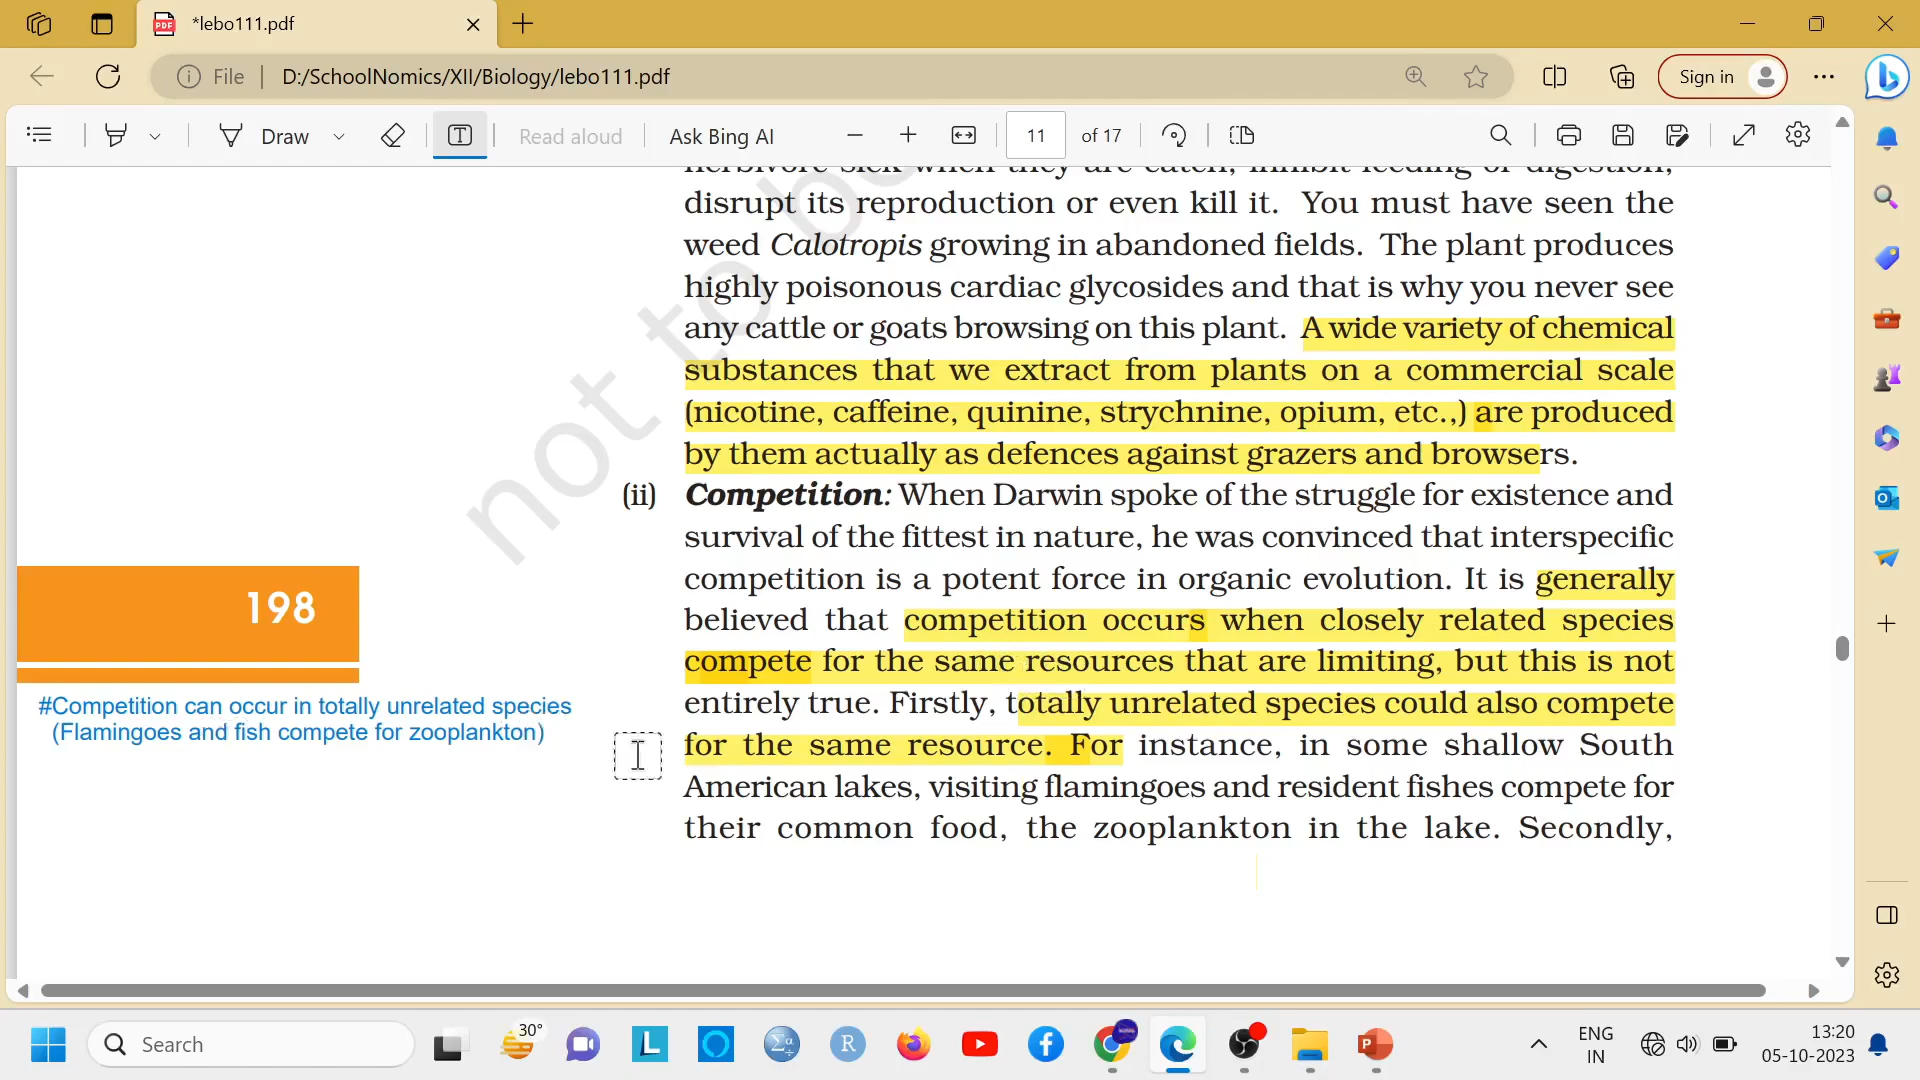 *lebo111.pdf
File
D:/SchoolNomics/XII/Biology/lebo111.pdf
Sign in
Draw
Read aloud
Ask Bing AI
11 of 17
herbivore sick when they are eaten, inhibit feeding or digestion,
disrupt its reproduction or even kill it. You must have seen the
weed Calotropis growing in abandoned fields. The plant produces
highly poisonous cardiac glycosides and that is why you never see
any cattle or goats browsing on this plant. A wide variety of chemical
substances that we extract from plants on a commercial scale
(nicotine, caffeine, quinine, strychnine, opium, etc.,) are produced
by them actually as defences against grazers and browsers.
(ii) Competition: When Darwin spoke of the struggle for existence and
survival of the fittest in nature, he was convinced that interspecific
competition is a potent force in organic evolution. It is generally
believed that competition occurs when closely related species
compete for the same resources that are limiting, but this is not
entirely true. Firstly, totally unrelated species could also compete
for the same resource. For instance, in some shallow South
American lakes, visiting flamingoes and resident fishes compete for
their common food, the zooplankton in the lake. Secondly,
not to b
198
#Competition can occur in totally unrelated species
(Flamingoes and fish compete for zooplankton)
Search
30°
ENG
IN
13:20
05-10-2023